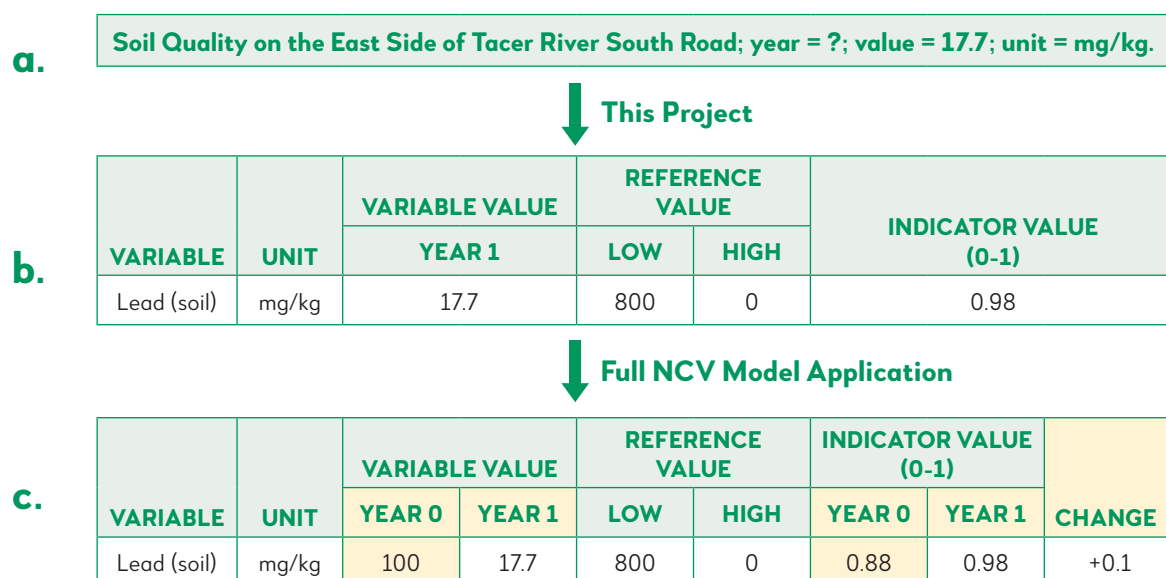 a.
Soil Quality on the East Side of Tacer River South Road; year = ?; value = 17.7; unit = mg/kg.
This Project
b.
VARIABLE UNIT VARIABLE VALUE REFERENCE VALUE INDICATOR VALUE (0-1)
YEAR 1 LOW HIGH
Lead (soil) mg/kg 17.7 800 0 0.98
Full NCV Model Application
c.
VARIABLE UNIT VARIABLE VALUE REFERENCE VALUE INDICATOR VALUE (0-1) CHANGE
YEAR 0 YEAR 1 LOW HIGH YEAR 0 YEAR 1
Lead (soil) mg/kg 100 17.7 800 0 0.88 0.98 +0.1